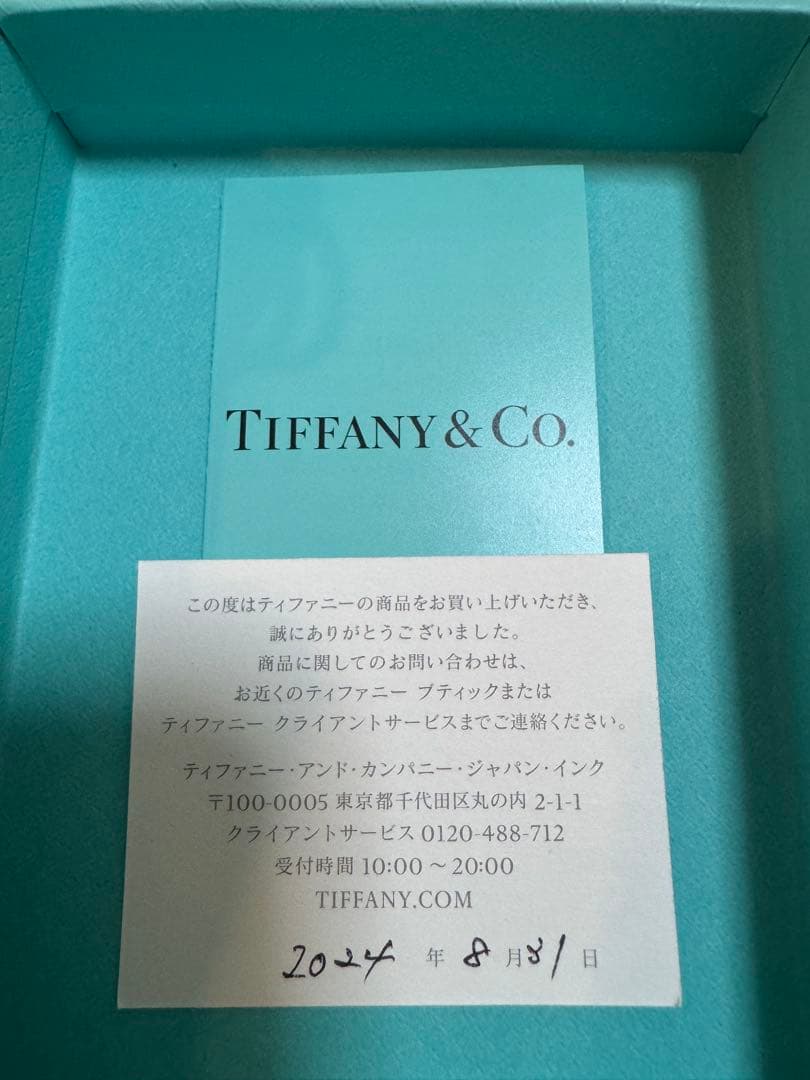 TIFFANY & CO.
この度はティファニーの商品をお買い上げいただき、
誠にありがとうございました。
商品に関してのお問い合わせは、
お近くのティファニー ブティックまたは
ティファニー クライアントサービスまでご連絡ください。
ティファニー・アンド・カンパニー・ジャパン・インク
〒100-0005 東京都千代田区丸の内 2-1-1
クライアントサービス 0120-488-712
受付時間 10:00 〜 20:00
TIFFANY.COM
2024 年 8 月 31 日